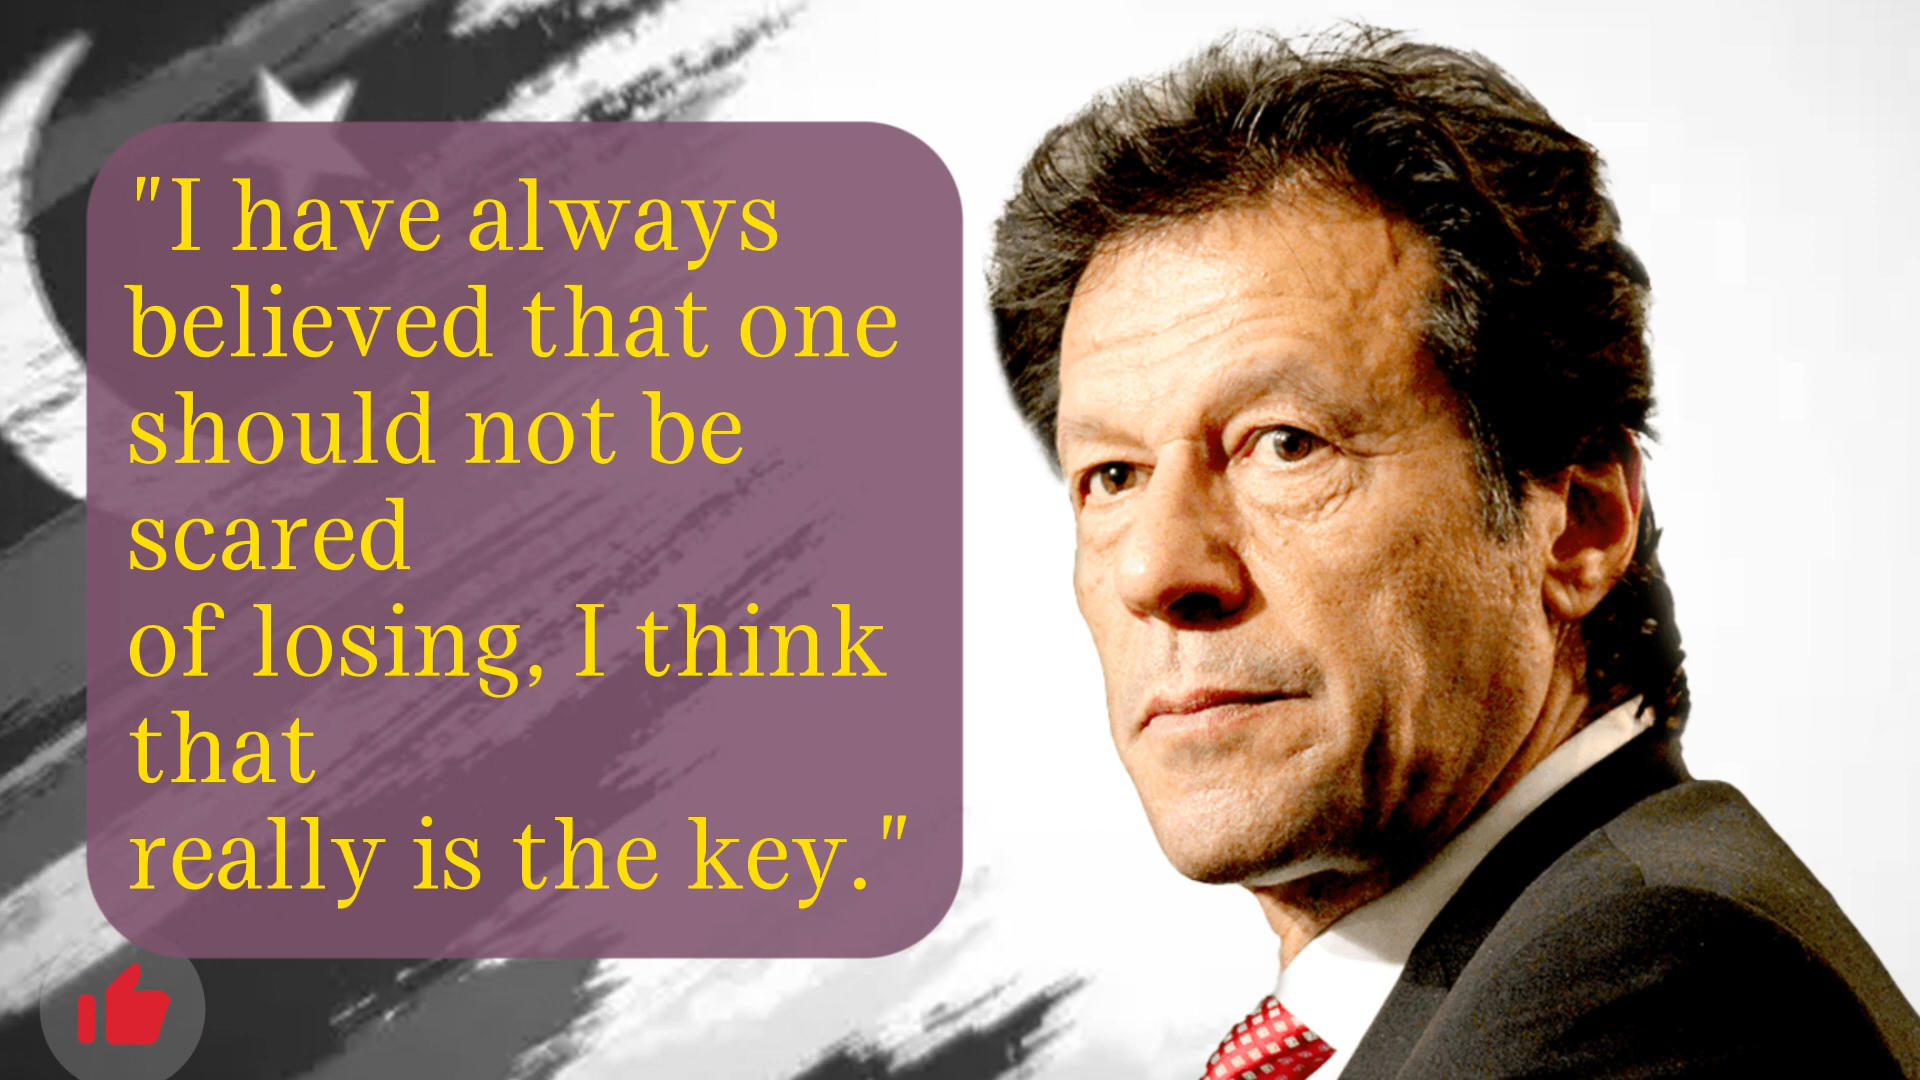 "I have always
believed that one
should not be
scared
of losing, I think
that
really is the key."